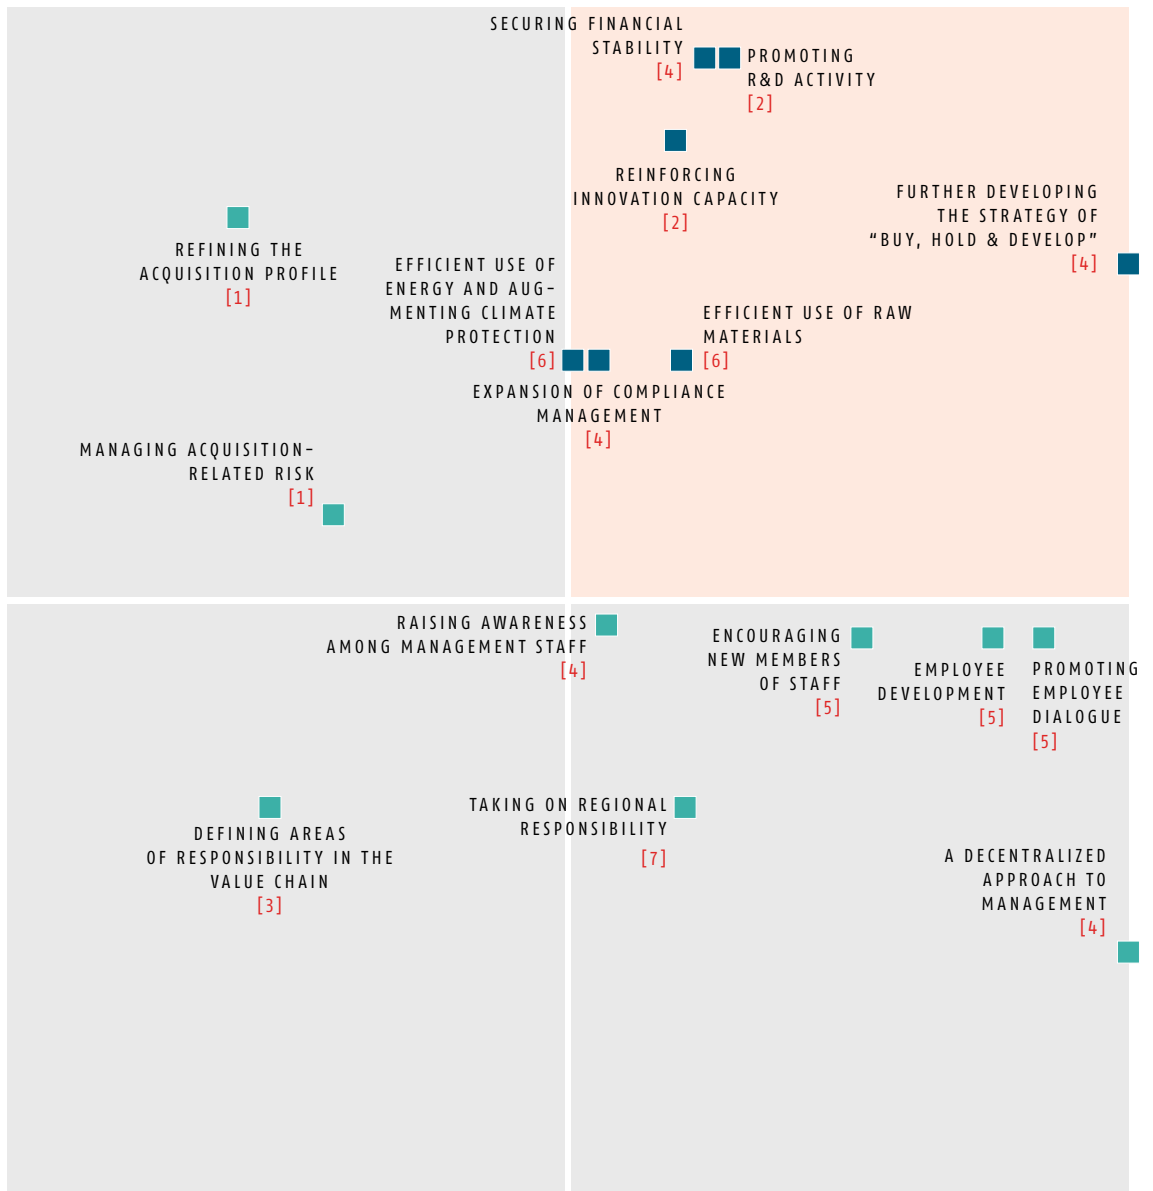 SECURING FINANCIAL
STABILITY
[4]
PROMOTING
R&D ACTIVITY
[2]
REINFORCING
INNOVATION CAPACITY
[2]
FURTHER DEVELOPING
THE STRATEGY OF
“BUY, HOLD & DEVELOP”
[4]
REFINING THE
ACQUISITION PROFILE
[1]
EFFICIENT USE OF
ENERGY AND AUG-
MENTING CLIMATE
PROTECTION
[6]
EFFICIENT USE OF RAW
MATERIALS
[6]
EXPANSION OF COMPLIANCE
MANAGEMENT
[4]
MANAGING ACQUISITION-
RELATED RISK
[1]
RAISING AWARENESS
AMONG MANAGEMENT STAFF
[4]
ENCOURAGING
NEW MEMBERS
OF STAFF
[5]
EMPLOYEE
DEVELOPMENT
[5]
PROMOTING
EMPLOYEE
DIALOGUE
[5]
DEFINING AREAS
OF RESPONSIBILITY IN THE
VALUE CHAIN
[3]
TAKING ON REGIONAL
RESPONSIBILITY
[7]
A DECENTRALIZED
APPROACH TO
MANAGEMENT
[4]